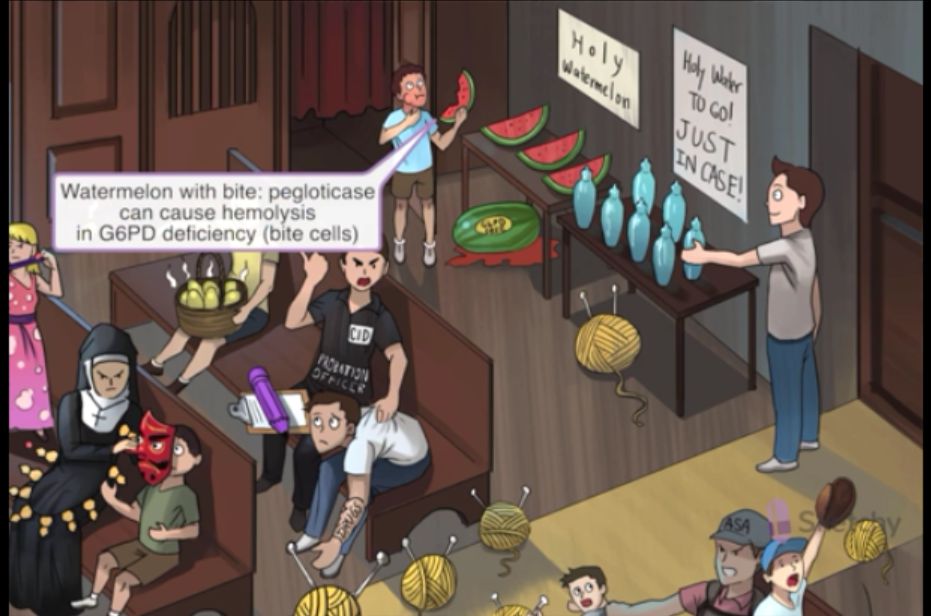 Holy
Watermelon
Holy Water
TO GO!
JUST
IN CASE!
Watermelon with bite: pegloticase
can cause hemolysis
in G6PD deficiency (bite cells)
CID
PROBATION
OFFICER
ASA